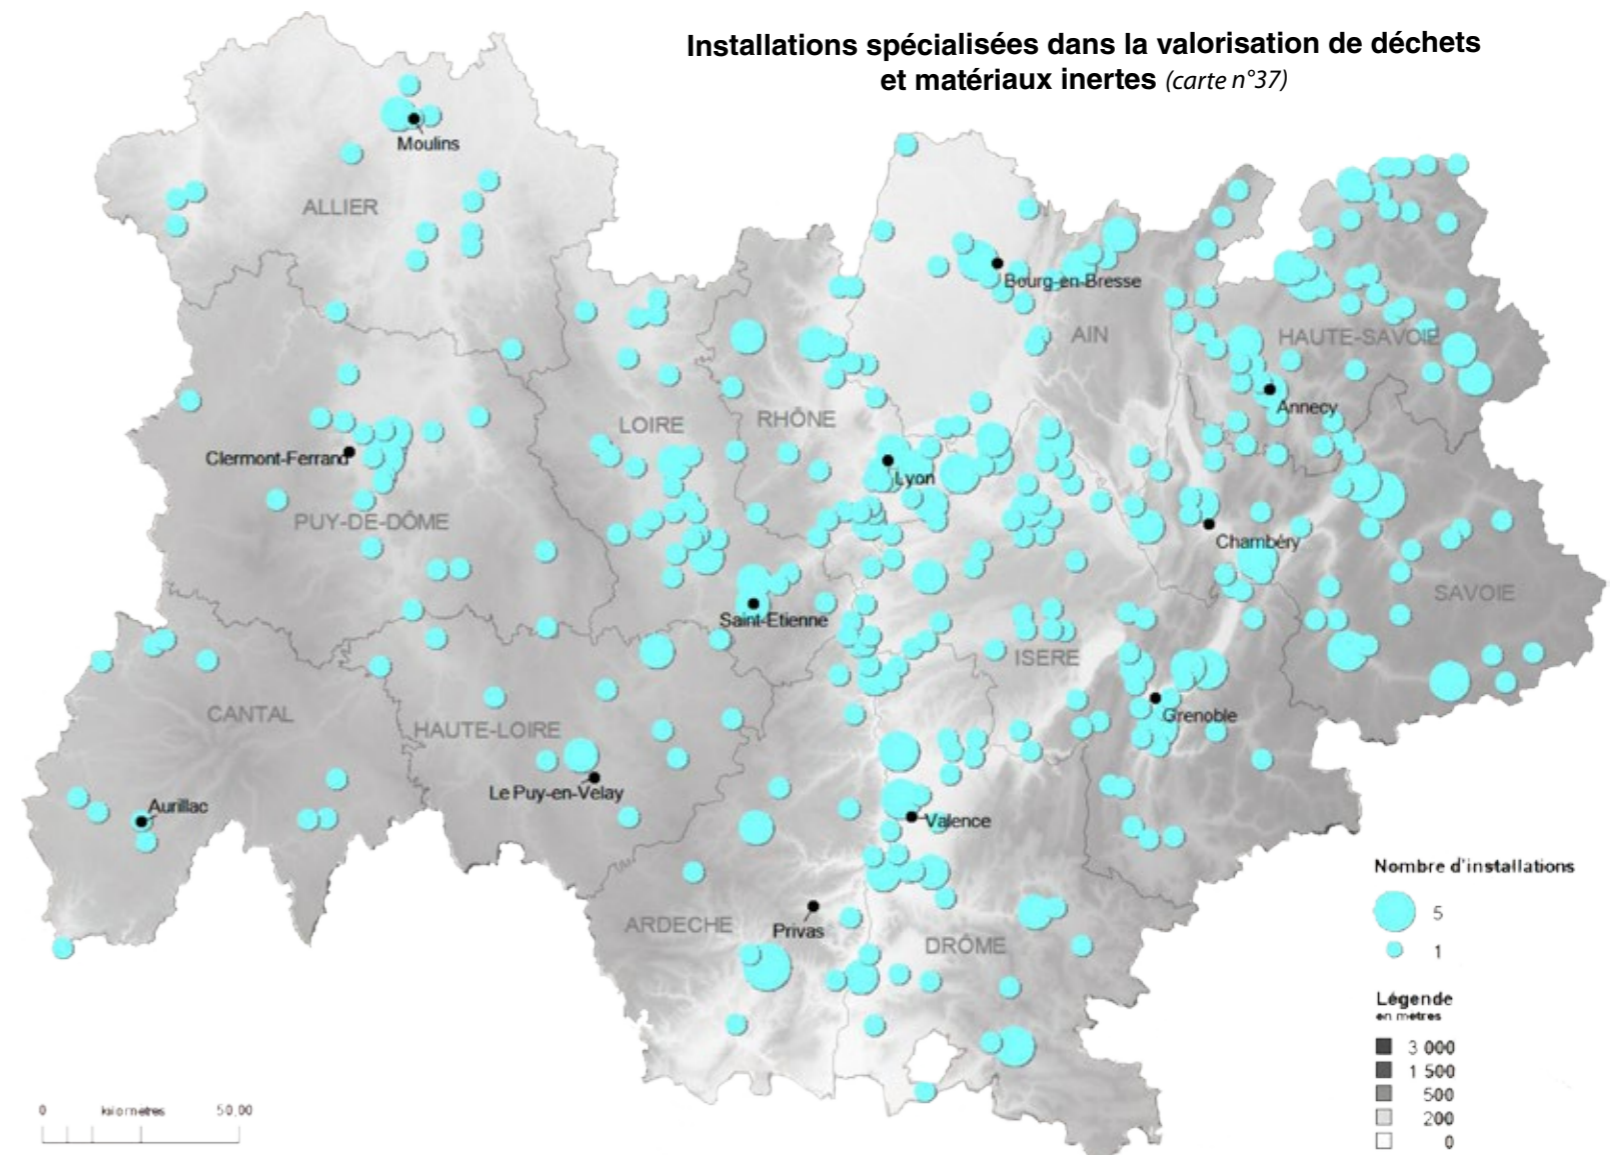 Installations spécialisées dans la valorisation de déchets
et matériaux inertes (carte n°37)
Moulins
ALLIER
Bourg-en-Bresse
AIN
HAUTE-SAVOIE
Annecy
LOIRE
RHÔNE
Clermont-Ferrand
Lyon
PUY-DE-DÔME
Chambéry
SAVOIE
Saint-Etienne
ISERE
CANTAL
HAUTE-LOIRE
Grenoble
Le Puy-en-Velay
Aurillac
Valence
ARDECHE
Privas
DRÔME
Nombre d'installations
5
1
Légende
en mètres
3 000
1 500
500
200
0
0 kilomètres 50,00